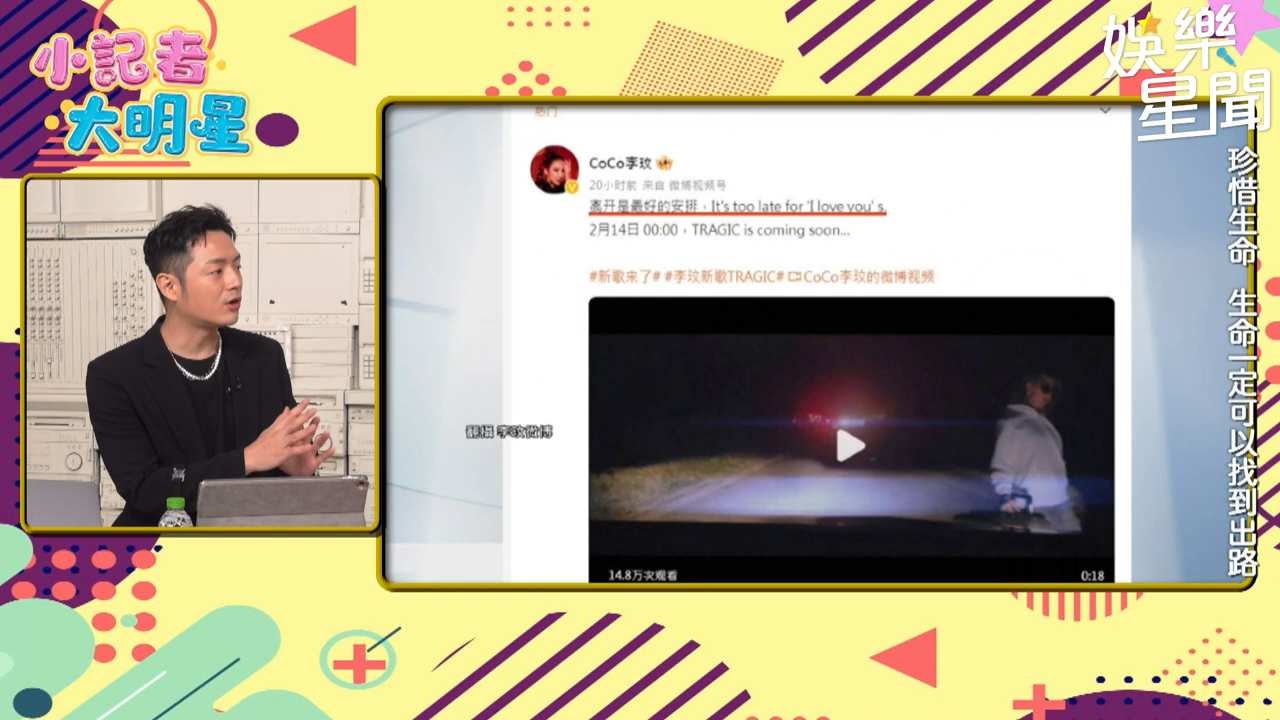 小記者
大明星
娛樂
星聞
热门
CoCo李玟
20小时前 来自 微博视频号
离开是最好的安排，It's too late for 'I love you' s.
2月14日 00:00，TRAGIC is coming soon...
#新歌来了# #李玟新歌TRAGIC# CoCo李玟的微博视频
翻攝 李玟微博
14.8万次观看
0:18
珍惜生命 生命一定可以找到出路